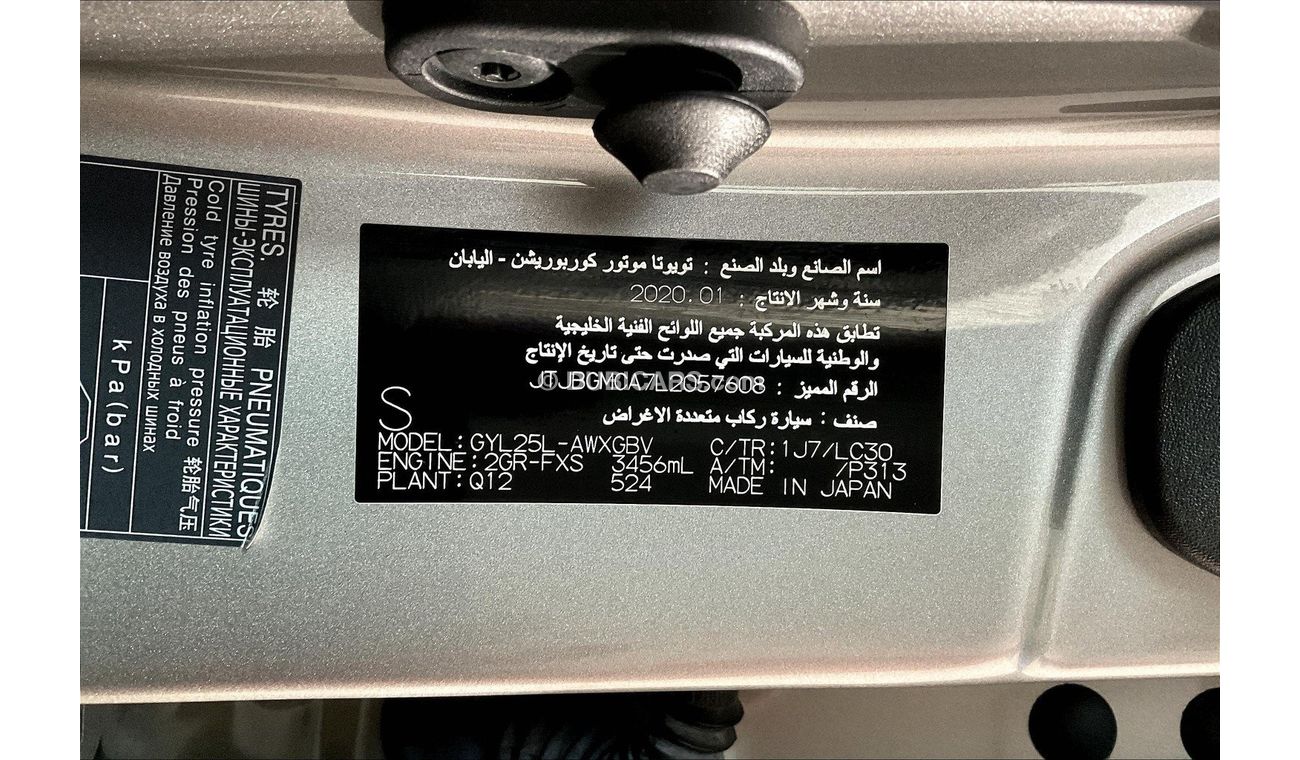 TYRES. 轮 胎 PNEUMATIQUES
ШИНЫ-ЭКСПЛУАТАЦИОННЫЕ ХАРАКТЕРИСТИКИ
Cold tyre inflation pressure 轮胎气压
Pression des pneus à froid
Давление воздуха в холодных шинах
kPa(bar)
اسم الصانع وبلد الصنع : تويوتا موتور كوربوريشن - اليابان
سنة وشهر الانتاج : 2020.01
تطابق هذه المركبة جميع اللوائح الفنية الخليجية
والوطنية للسيارات التي صدرت حتى تاريخ الإنتاج
الرقم المميز :
صنف : سيارة ركاب متعددة الاغراض
S
MODEL:GYL25L-AWXGBV C/TR:1J7/LC30
ENGINE:2GR-FXS 3456mL A/TM: /P313
PLANT:Q12 524 MADE IN JAPAN